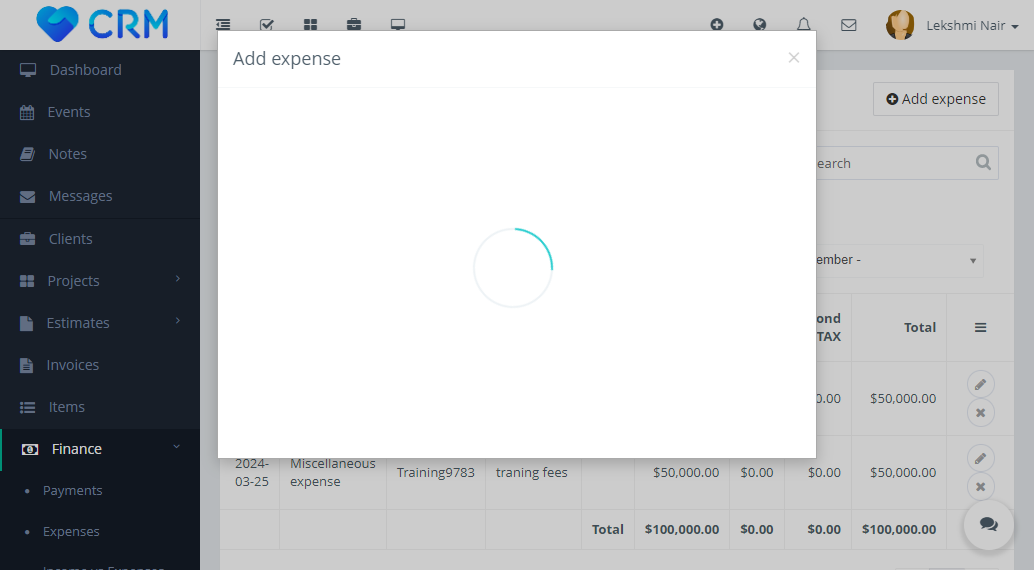 CRM
Lekshmi Nair
Dashboard
Events
Notes
Messages
Clients
Projects
Estimates
Invoices
Items
Finance
Payments
Expenses
Add expense
×
Add expense
earch
ember -
ond
TAX
Total
0.00
$50,000.00
2024-
03-25
Miscellaneous
expense
Training9783
traning fees
$50,000.00
$0.00
$0.00
$50,000.00
Total
$100,000.00
$0.00
$0.00
$100,000.00